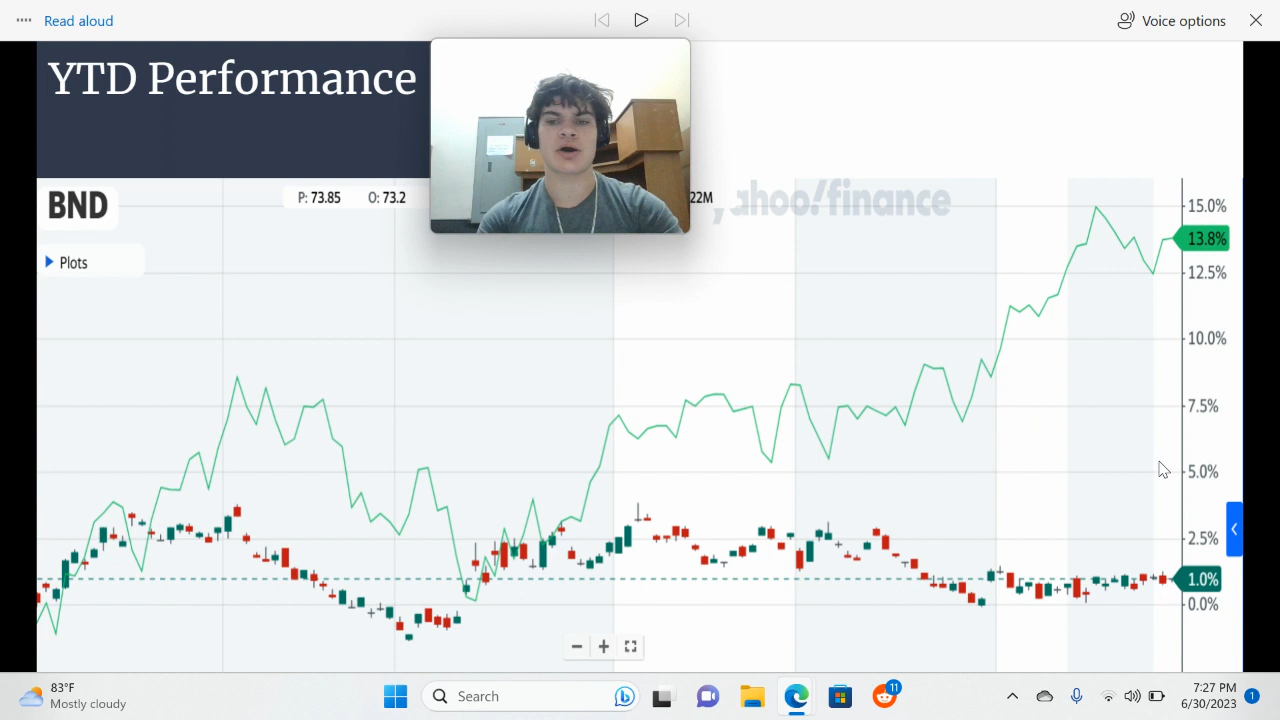 Read aloud
Voice options
YTD Performance
BND
P: 73.85
O: 73.2
22M
yahoo!finance
Plots
15.0%
13.8%
12.5%
10.0%
7.5%
5.0%
2.5%
1.0%
0.0%
83°F
Mostly cloudy
Search
11
7:27 PM
6/30/2023
1